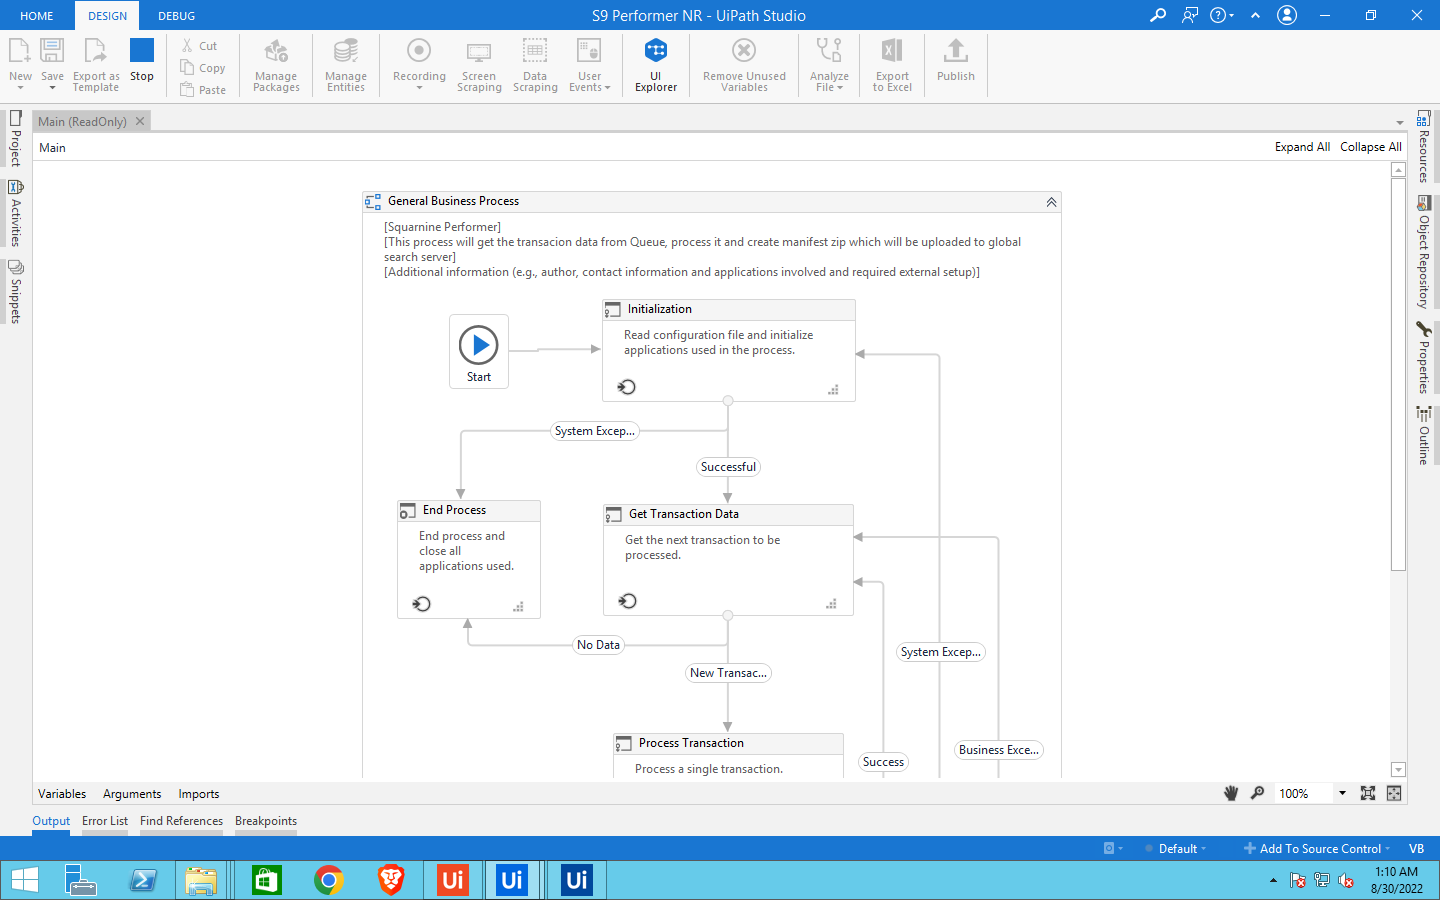 HOME
DESIGN
DEBUG
S9 Performer NR - UiPath Studio
New
Save
Export as
Template
Stop
Cut
Copy
Paste
Manage
Packages
Manage
Entities
Recording
Screen
Scraping
Data
Scraping
User
Events
UI
Explorer
Remove Unused
Variables
Analyze
File
Export
to Excel
Publish
Main (ReadOnly)
Main
Expand All
Collapse All
Project
Activities
Snippets
Resources
Object Repository
Properties
Outline
General Business Process
[Squarnine Performer]
[This process will get the transacion data from Queue, process it and create manifest zip which will be uploaded to global
search server]
[Additional information (e.g., author, contact information and applications involved and required external setup)]
Start
Initialization
Read configuration file and initialize
applications used in the process.
System Excep...
Successful
End Process
End process and
close all
applications used.
Get Transaction Data
Get the next transaction to be
processed.
No Data
New Transac...
System Excep...
Business Exce...
Success
Process Transaction
Process a single transaction.
Variables
Arguments
Imports
100%
Output
Error List
Find References
Breakpoints
Default
Add To Source Control
VB
Ui
Ui
Ui
1:10 AM
8/30/2022